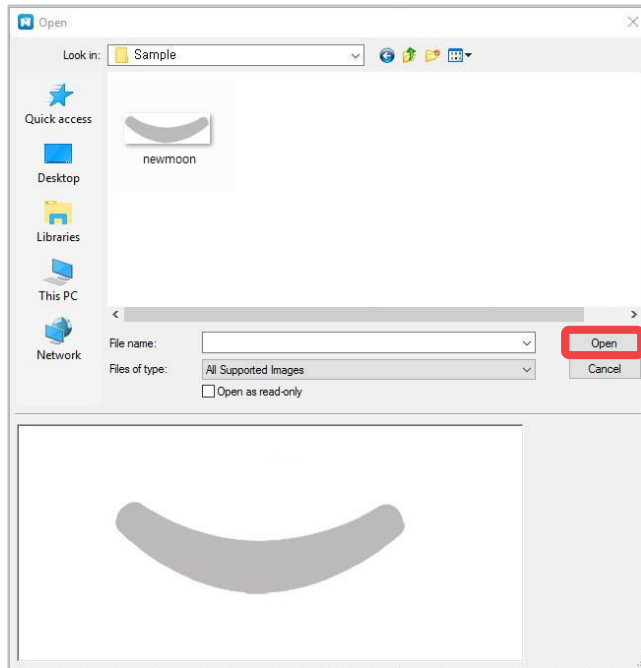 Open
Look in: Sample
Quick access
Desktop
Libraries
This PC
Network
newmoon
File name:
Open
Files of type: All Supported Images
Cancel
Open as read-only